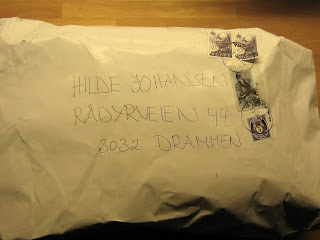 HILDE JOHANSEN
RÅDYRVEIEN 44
3032 DRAMMEN